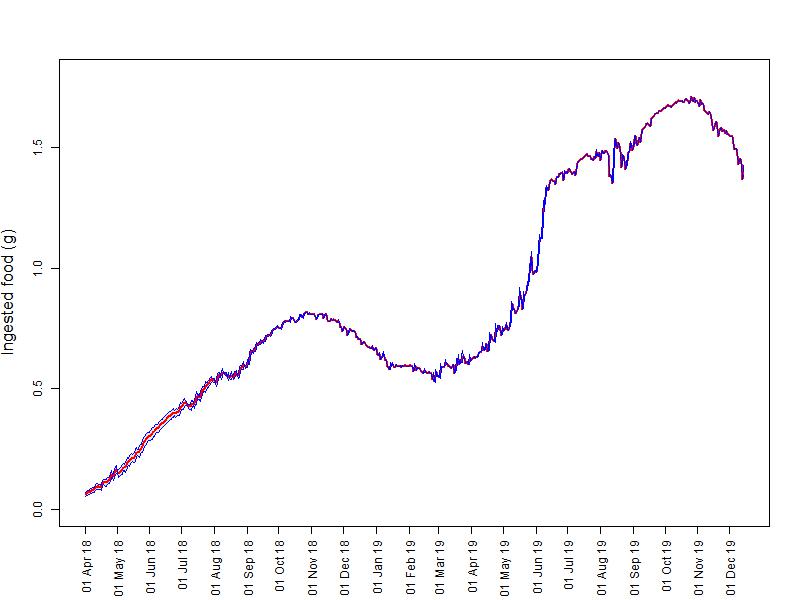 Ingested food (g)
1.5
1.0
0.5
0.0
01 Apr 18
01 May 18
01 Jun 18
01 Jul 18
01 Aug 18
01 Sep 18
01 Oct 18
01 Nov 18
01 Dec 18
01 Jan 19
01 Feb 19
01 Mar 19
01 Apr 19
01 May 19
01 Jun 19
01 Jul 19
01 Aug 19
01 Sep 19
01 Oct 19
01 Nov 19
01 Dec 19